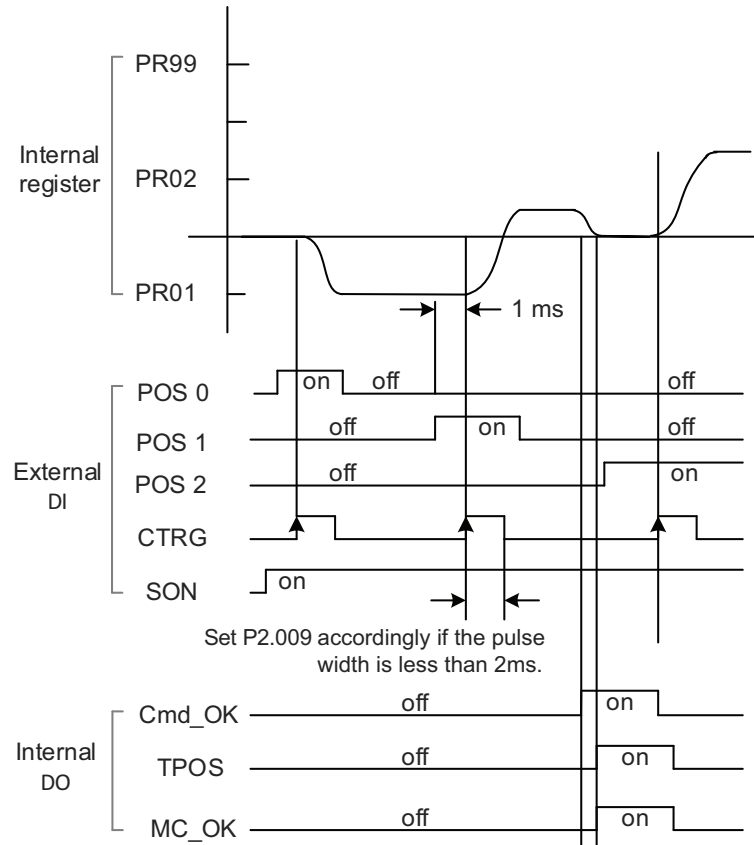 PR99
Internal
register
PR02
PR01
1 ms
POS 0
on
off
off
POS 1
off
on
off
External
DI
POS 2
off
on
CTRG
SON
on
Set P2.009 accordingly if the pulse
width is less than 2ms.
Cmd_OK
off
on
Internal
DO
TPOS
off
on
MC_OK
off
on